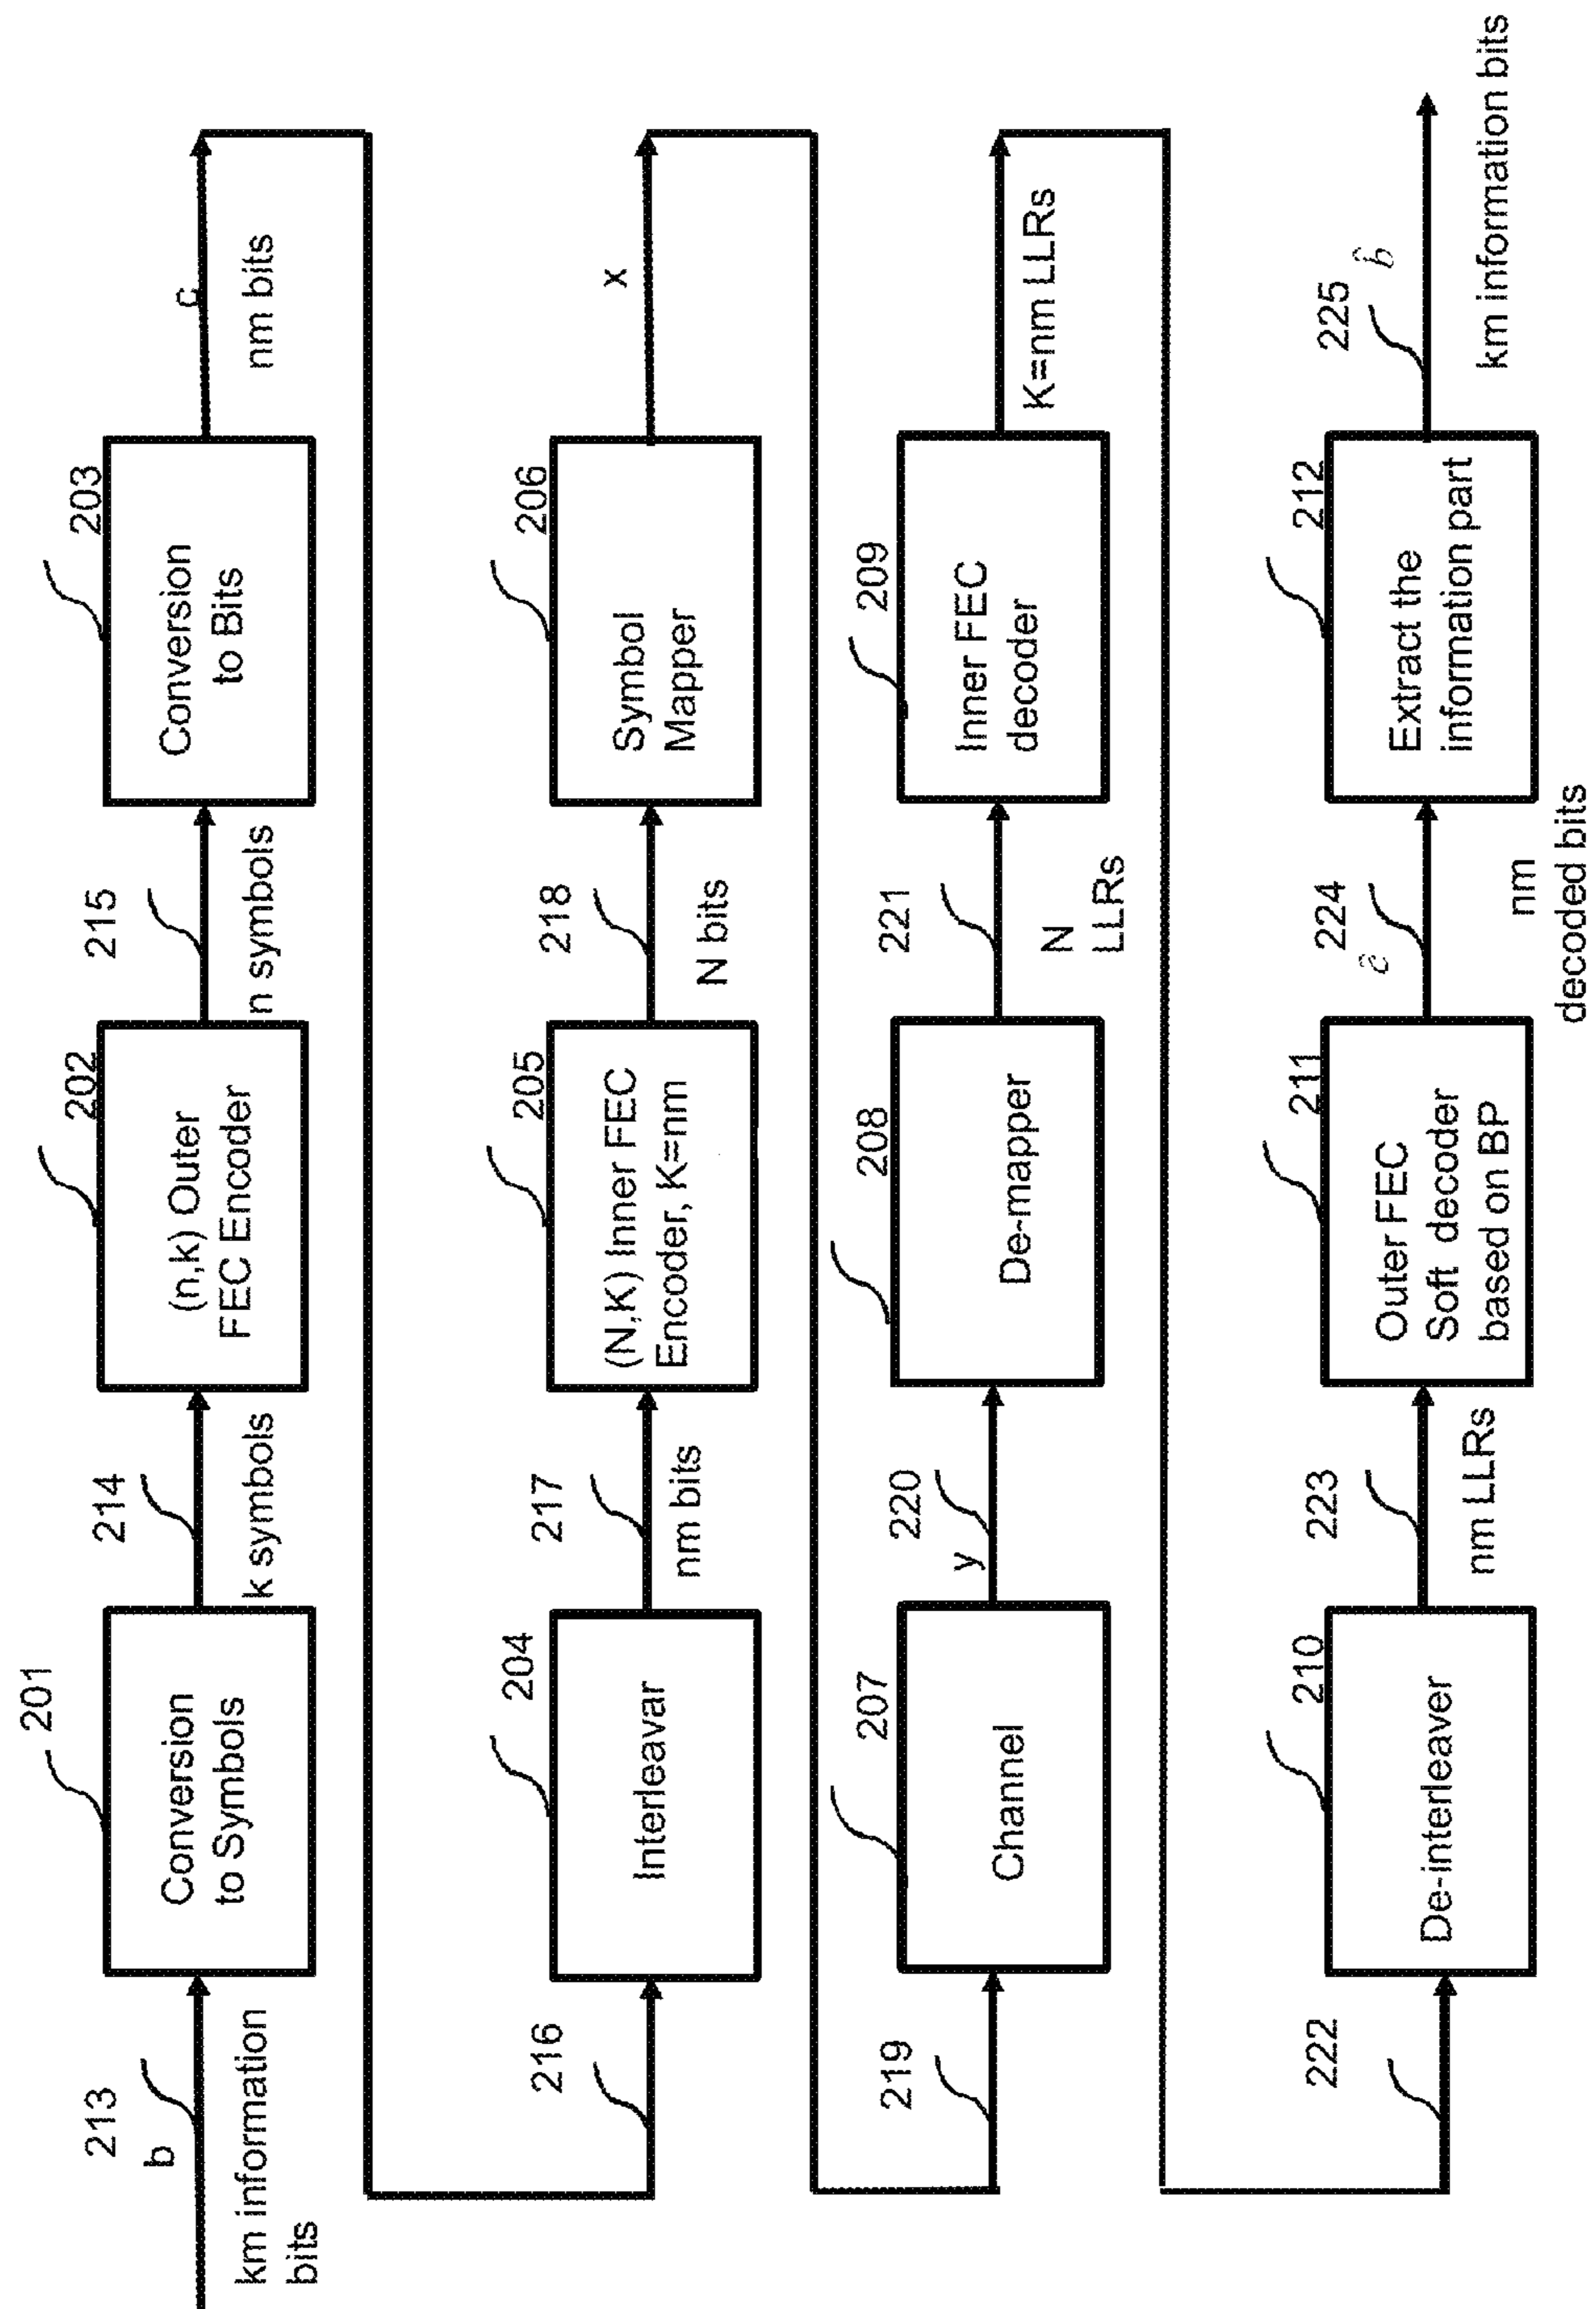 213
b
km information
bits
201
Conversion
to Symbols
214
k symbols
202
(n,k) Outer
FEC Encoder
215
n symbols
203
Conversion
to Bits
c
nm bits
216
204
Interleavar
217
nm bits
205
(N,K) Inner FEC
Encoder, K=nm
218
N bits
206
Symbol
Mapper
x
219
207
Channel
220
y
208
De-mapper
221
N
LLRs
209
Inner FEC
decoder
K=nm LLRs
222
210
De-interleaver
223
nm LLRs
211
Outer FEC
Soft decoder
based on BP
224
ĉ
nm
decoded bits
212
Extract the
information part
225
b̂
km information bits